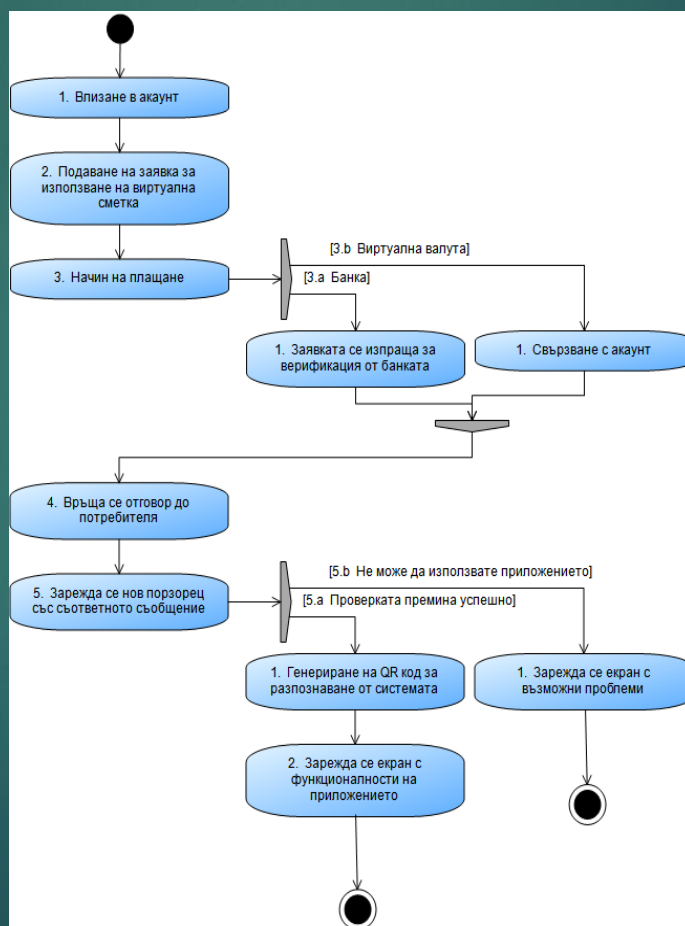 1. Влизане в акаунт
2. Подаване на заявка за
използване на виртуална
сметка
3. Начин на плащане
[3.b Виртуална валута]
[3.a Банка]
1. Заявката се изпраща за
верификация от банката
1. Свързване с акаунт
4. Връща се отговор до
потребителя
5. Зарежда се нов порзорец
със съответното съобщение
[5.b Не може да използвате приложението]
[5.a Проверката премина успешно]
1. Генериране на QR код за
разпознаване от системата
1. Зарежда се екран с
възможни проблеми
2. Зарежда се екран с
функционалности на
приложението